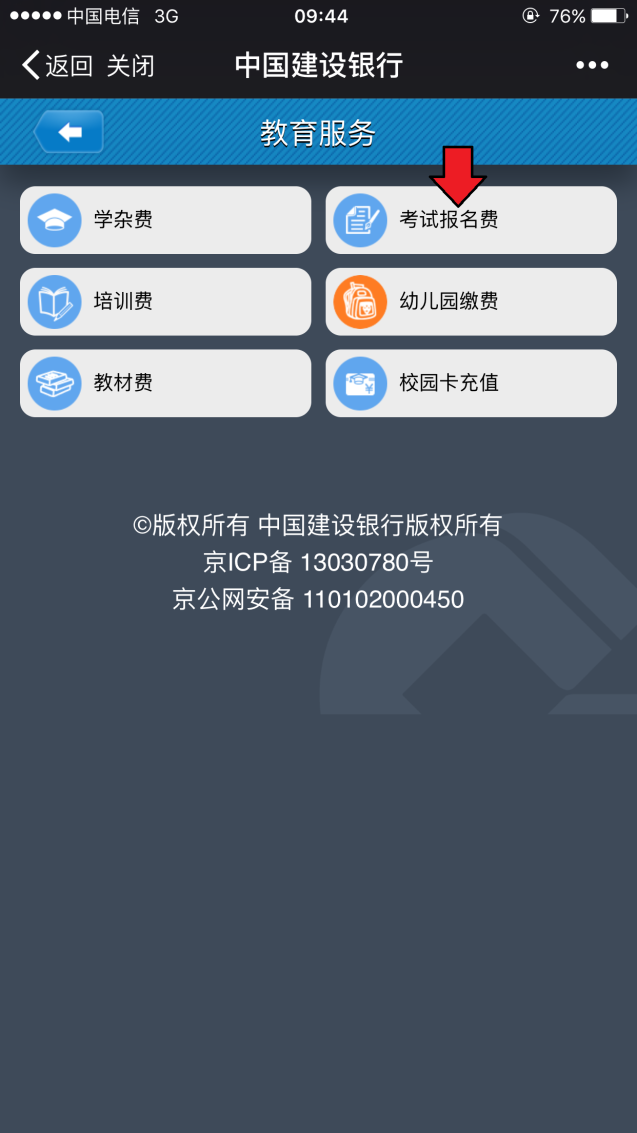 中国电信 3G 09:44 76%
返回 关闭 中国建设银行
教育服务
学杂费 考试报名费
培训费 幼儿园缴费
教材费 校园卡充值
©版权所有 中国建设银行版权所有
京ICP备 13030780号
京公网安备 110102000450